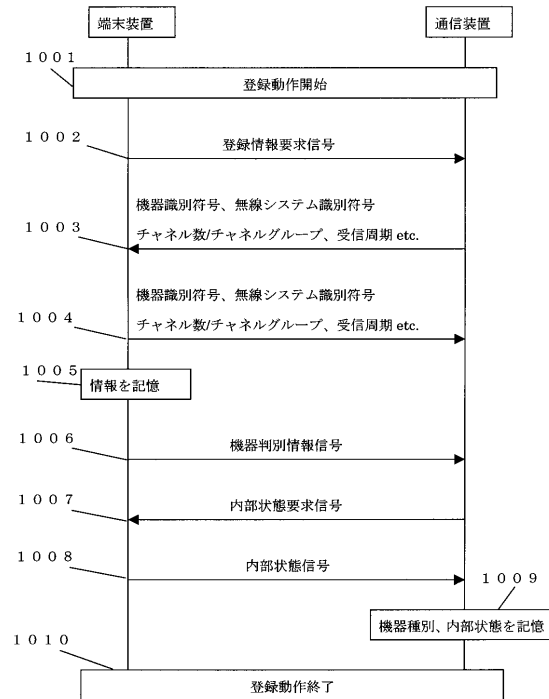 端末装置
通信装置
１００１
登録動作開始
１００２
登録情報要求信号
機器識別符号、無線システム識別符号
１００３
チャネル数/チャネルグループ、受信周期 etc.
機器識別符号、無線システム識別符号
１００４
チャネル数/チャネルグループ、受信周期 etc.
１００５
情報を記憶
１００６
機器判別情報信号
１００７
内部状態要求信号
１００８
内部状態信号
１００９
機器種別、内部状態を記憶
１０１０
登録動作終了